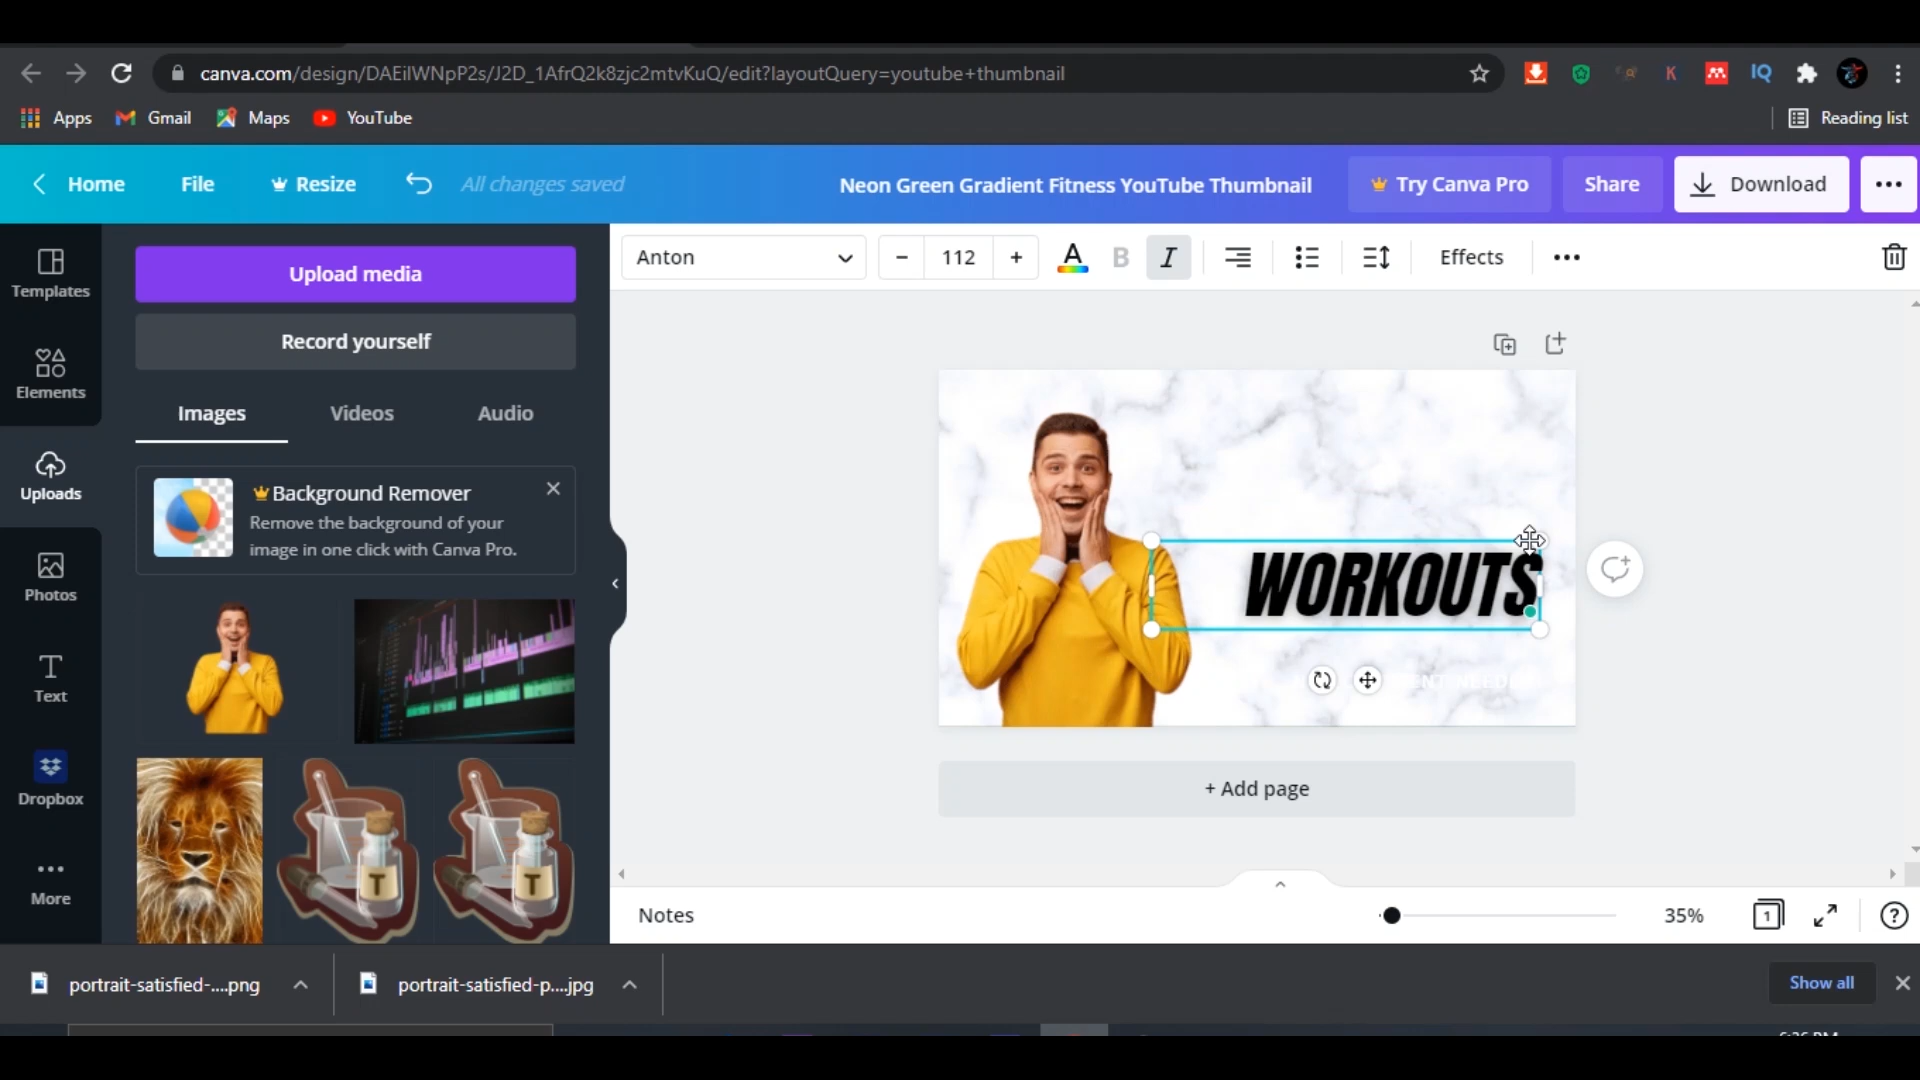 canva.com/design/DAEilWNpP2s/J2D_1AfrQ2k8zjc2mtvKuQ/edit?layoutQuery=youtube+thumbnail
K
IQ
Apps
Gmail
Maps
YouTube
Reading list
Home
File
Resize
All changes saved
Neon Green Gradient Fitness YouTube Thumbnail
Try Canva Pro
Share
Download
Templates
Elements
Uploads
Photos
Text
Dropbox
More
Upload media
Record yourself
Images
Videos
Audio
Background Remover
Remove the background of your
image in one click with Canva Pro.
T
T
Anton
112
A
B
I
Effects
WORKOUTS
+ Add page
Notes
35%
1
?
portrait-satisfied-....png
portrait-satisfied-p....jpg
Show all